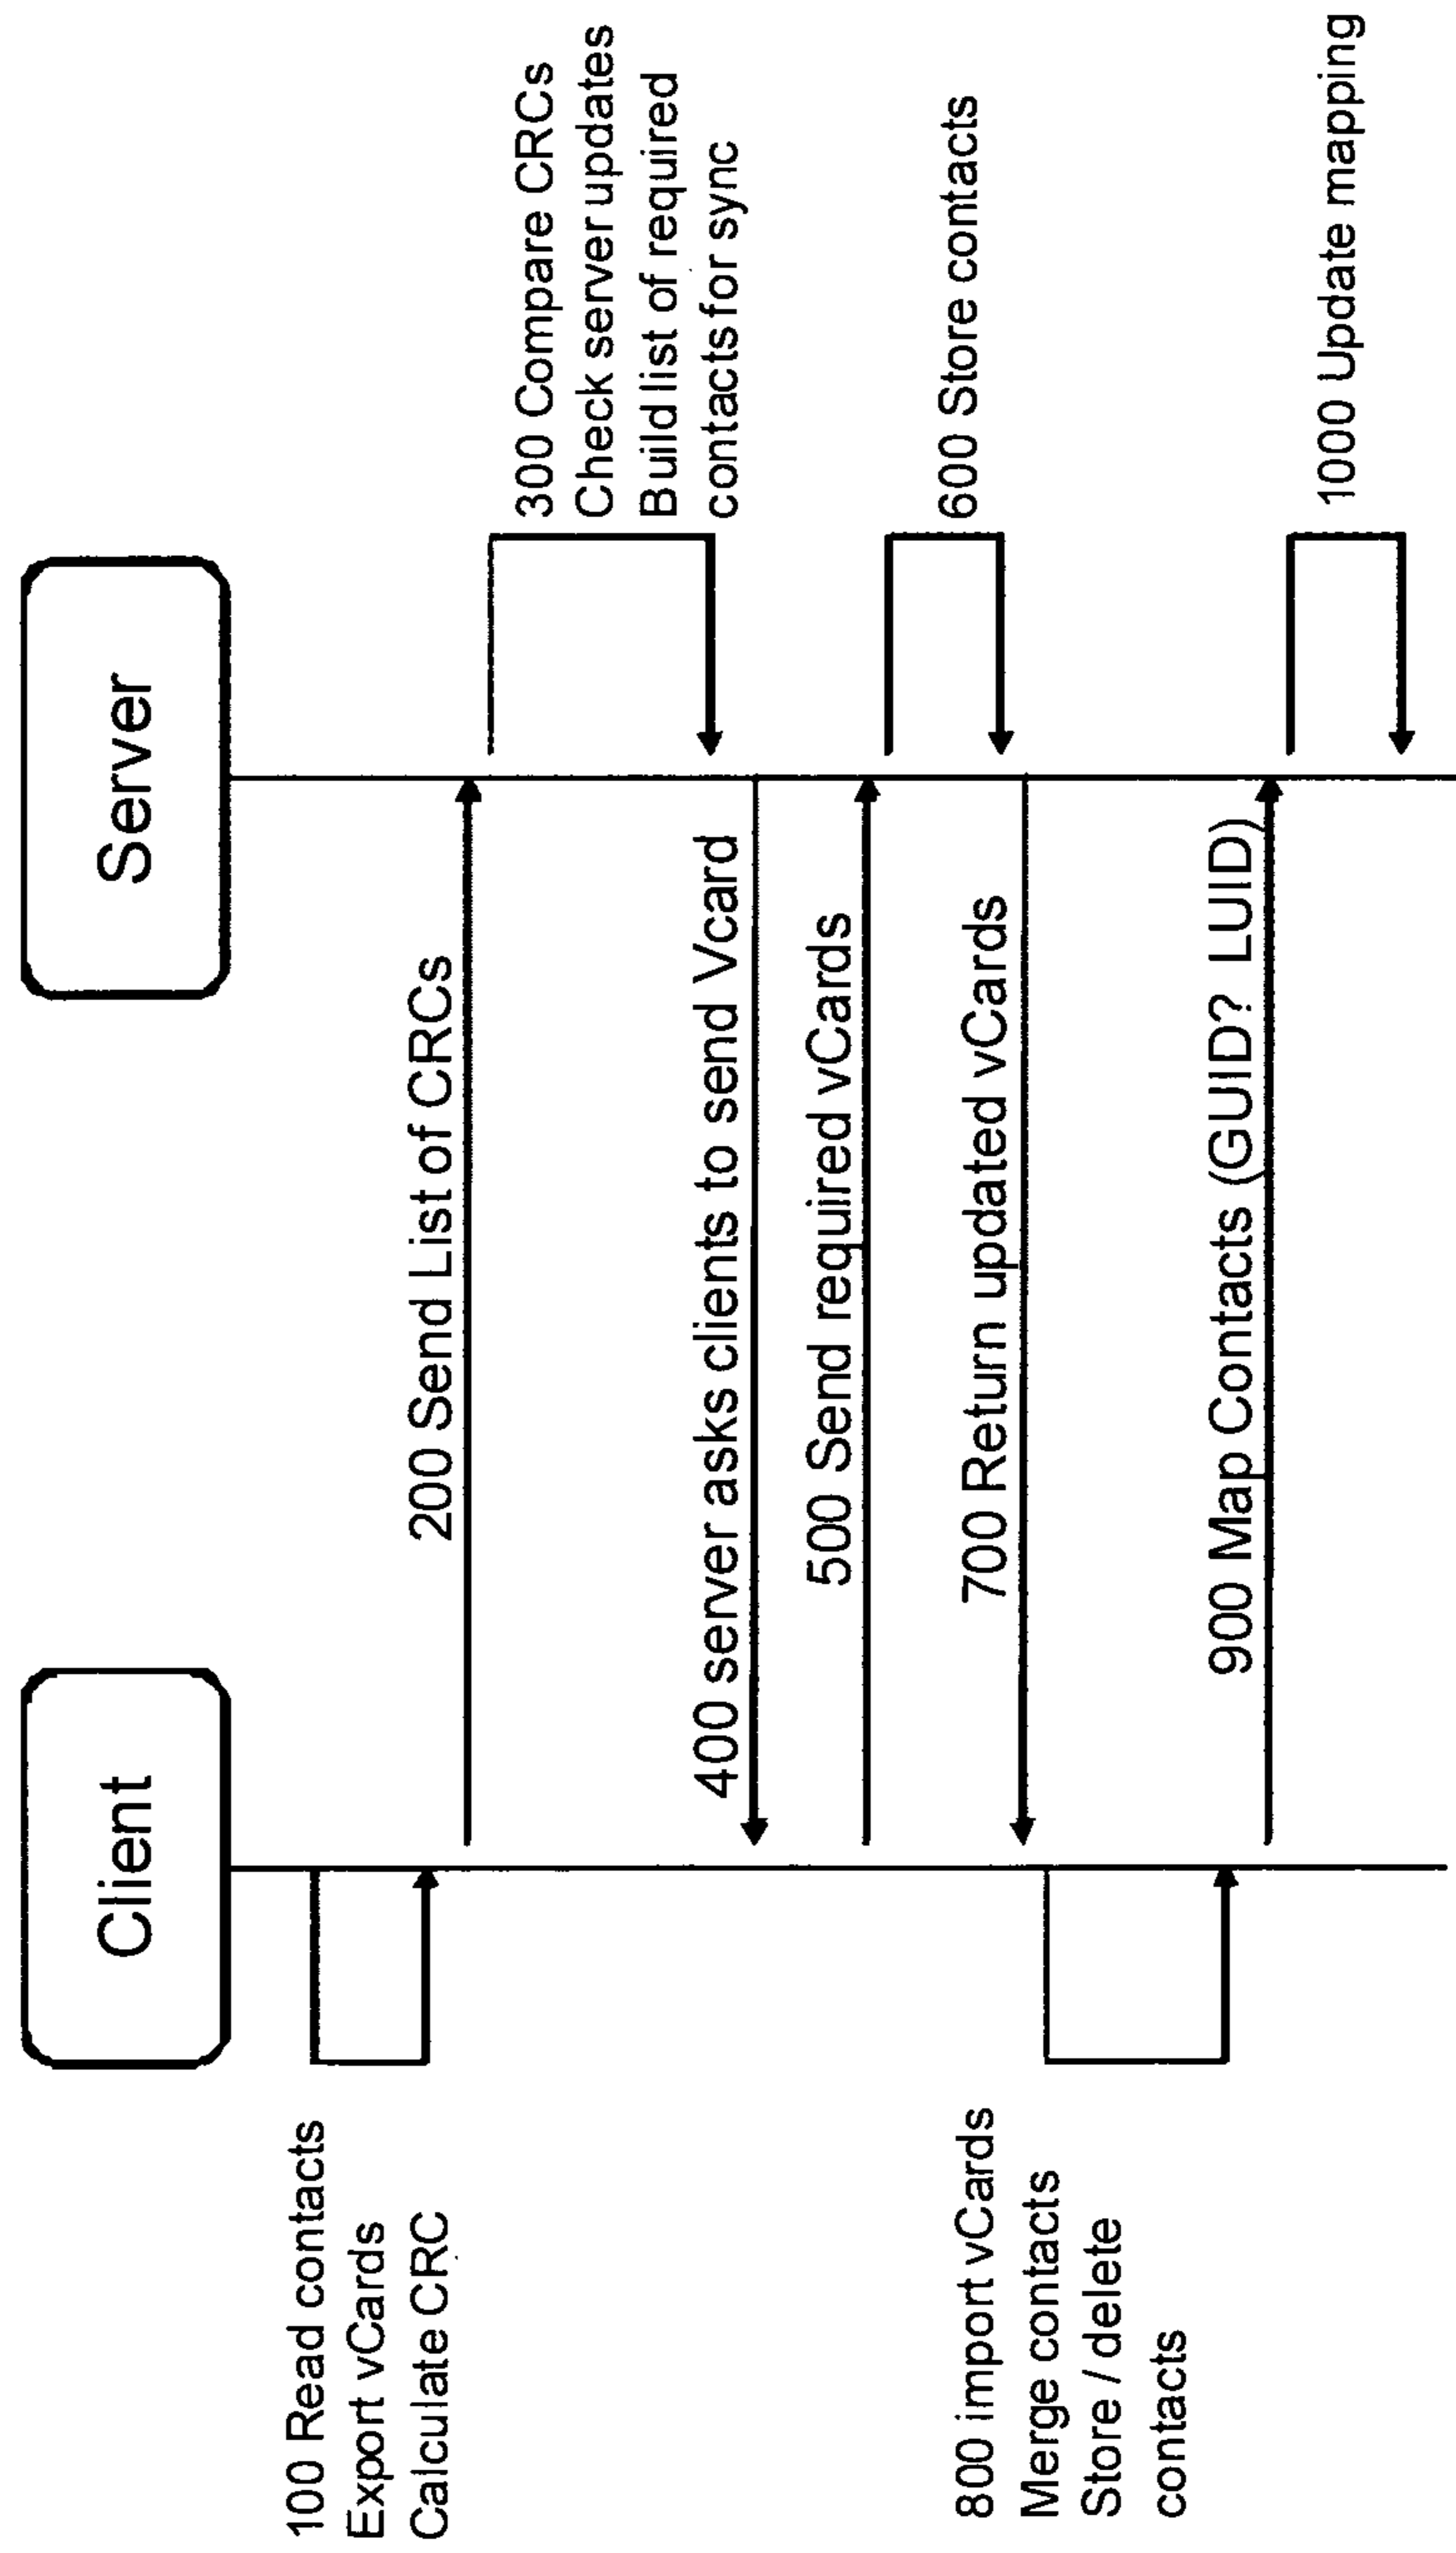 Client
Server
100 Read contacts
Export vCards
Calculate CRC
200 Send List of CRCs
300 Compare CRCs
Check server updates
Build list of required
contacts for sync
400 server asks clients to send Vcard
500 Send required vCards
600 Store contacts
700 Return updated vCards
800 import vCards
Merge contacts
Store / delete
contacts
900 Map Contacts (GUID? LUID)
1000 Update mapping